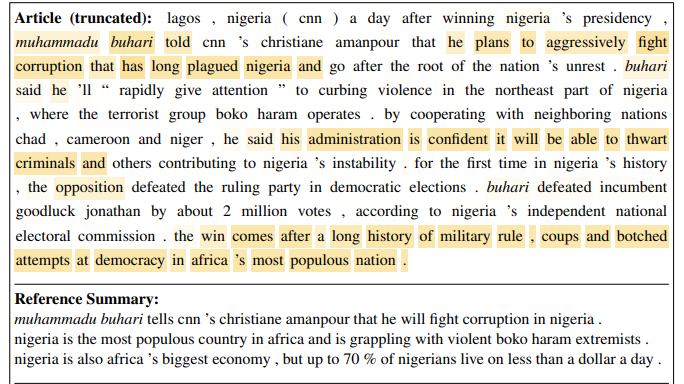 Article (truncated): lagos , nigeria ( cnn ) a day after winning nigeria 's presidency ,
muhammadu buhari told cnn 's christiane amanpour that he plans to aggressively fight
corruption that has long plagued nigeria and go after the root of the nation 's unrest . buhari
said he 'll “ rapidly give attention ” to curbing violence in the northeast part of nigeria
, where the terrorist group boko haram operates . by cooperating with neighboring nations
chad , cameroon and niger , he said his administration is confident it will be able to thwart
criminals and others contributing to nigeria 's instability . for the first time in nigeria 's history
, the opposition defeated the ruling party in democratic elections . buhari defeated incumbent
goodluck jonathan by about 2 million votes , according to nigeria 's independent national
electoral commission . the win comes after a long history of military rule , coups and botched
attempts at democracy in africa 's most populous nation .
Reference Summary:
muhammadu buhari tells cnn 's christiane amanpour that he will fight corruption in nigeria .
nigeria is the most populous country in africa and is grappling with violent boko haram extremists .
nigeria is also africa 's biggest economy , but up to 70 % of nigerians live on less than a dollar a day .